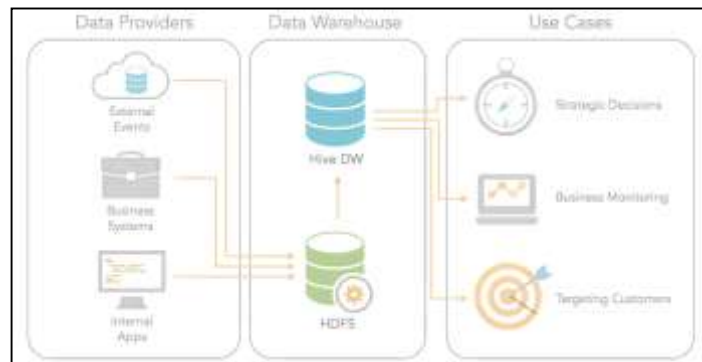 Data Providers
Data Warehouse
Use Cases
External
Events
Business
Systems
Internal
Apps
Hive DW
HDFS
Strategic Decisions
Business Monitoring
Targeting Customers